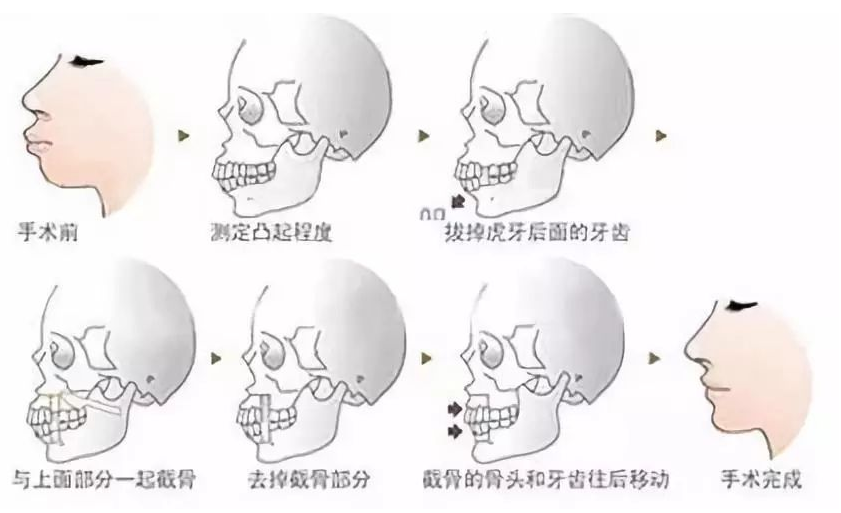 手术前
测定凸起程度
拔掉虎牙后面的牙齿
与上面部分一起截骨
去掉截骨部分
截骨的骨头和牙齿往后移动
手术完成